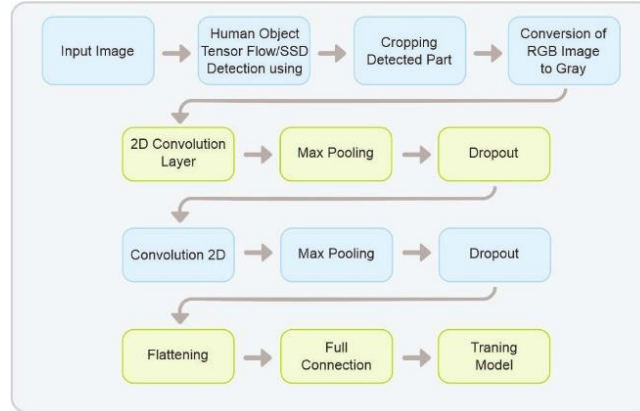 Input Image
Human Object
Tensor Flow/SSD
Detection using
Cropping
Detected Part
Conversion of
RGB Image
to Gray
2D Convolution
Layer
Max Pooling
Dropout
Convolution 2D
Max Pooling
Dropout
Flattening
Full
Connection
Traning
Model